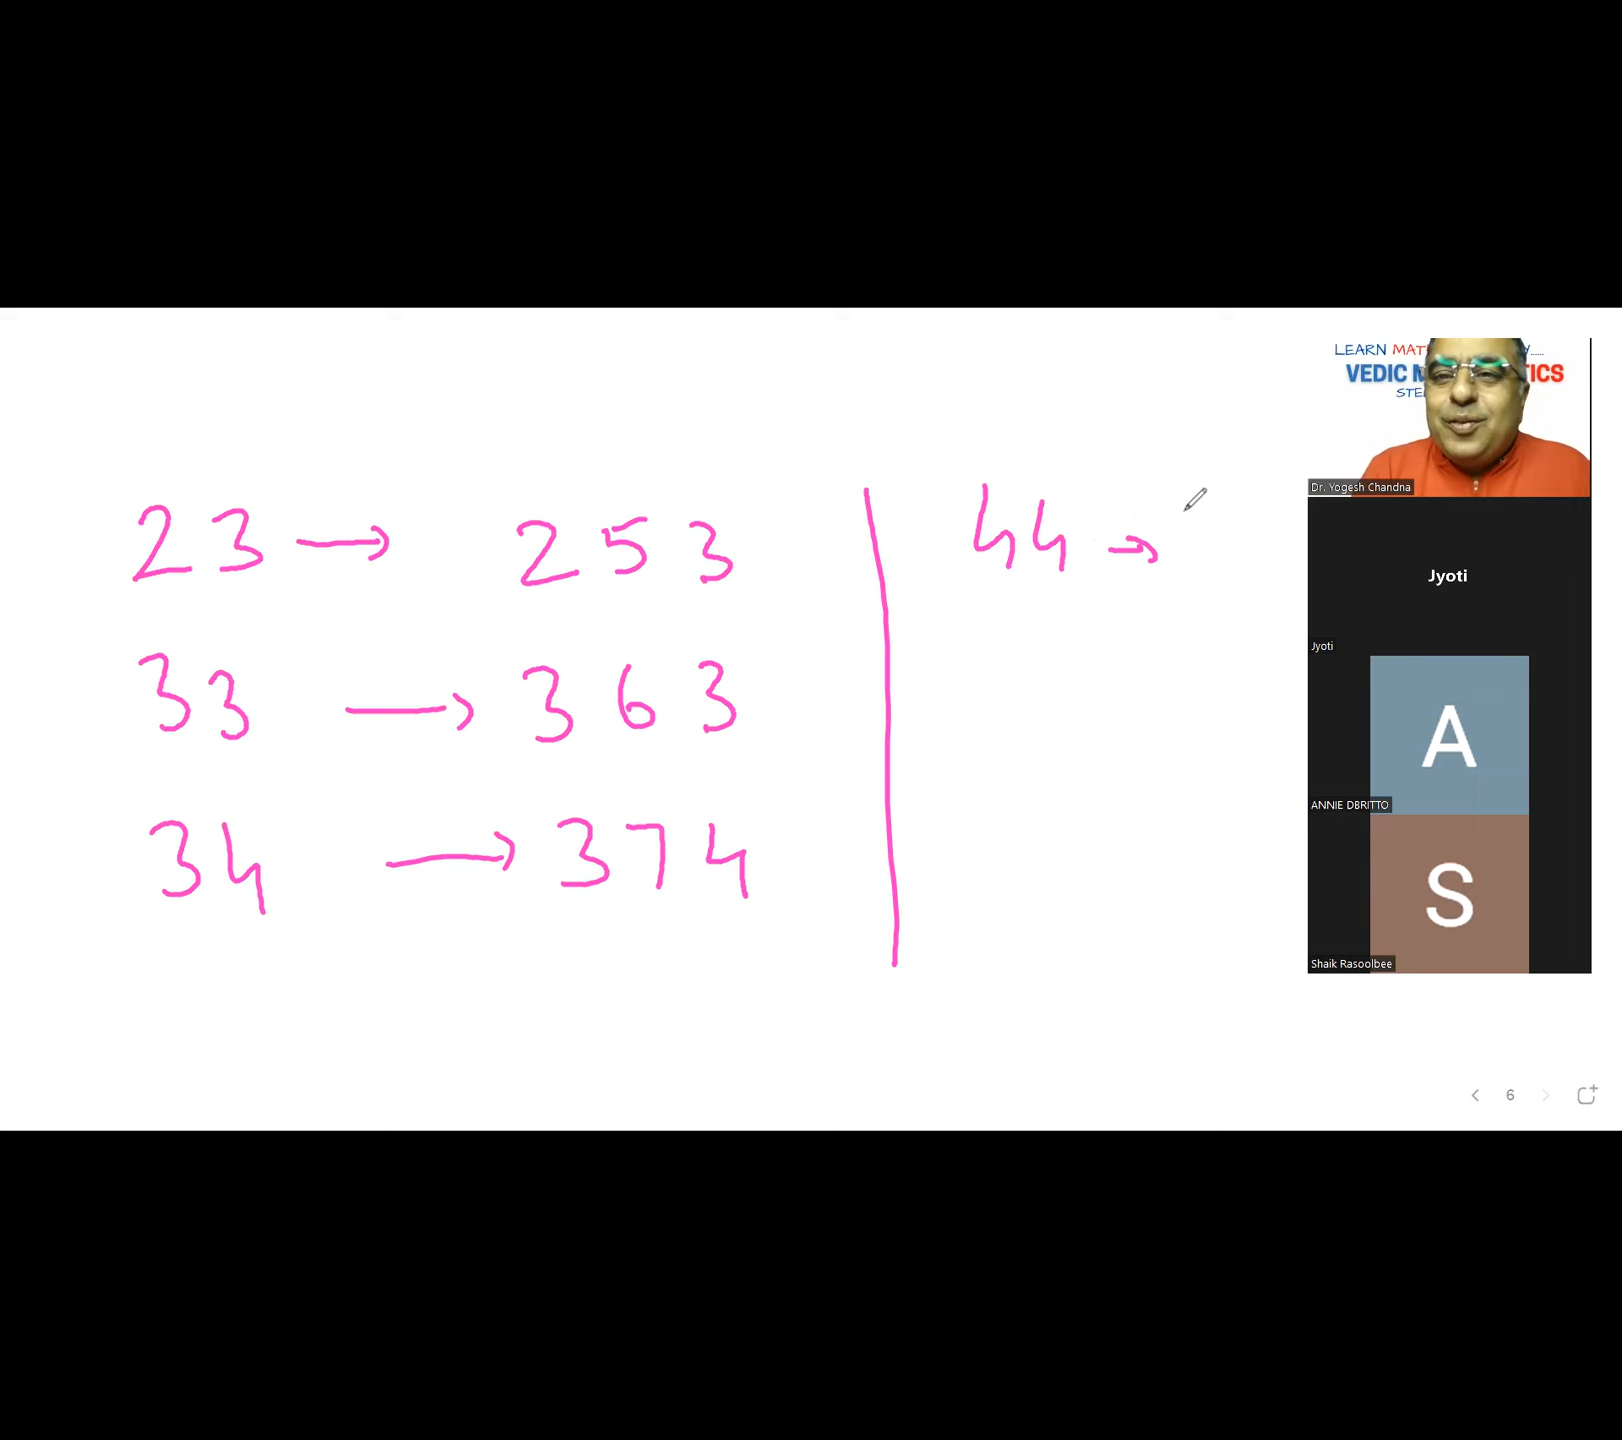 LEARN MAT Y.....
VEDIC M TICS
STE
Dr. Yogesh Chandna
23 → 253
44 →
Jyoti
Jyoti
33 → 363
A
ANNIE DBRITTO
34 → 374
S
Shaik Rasoolbee
6